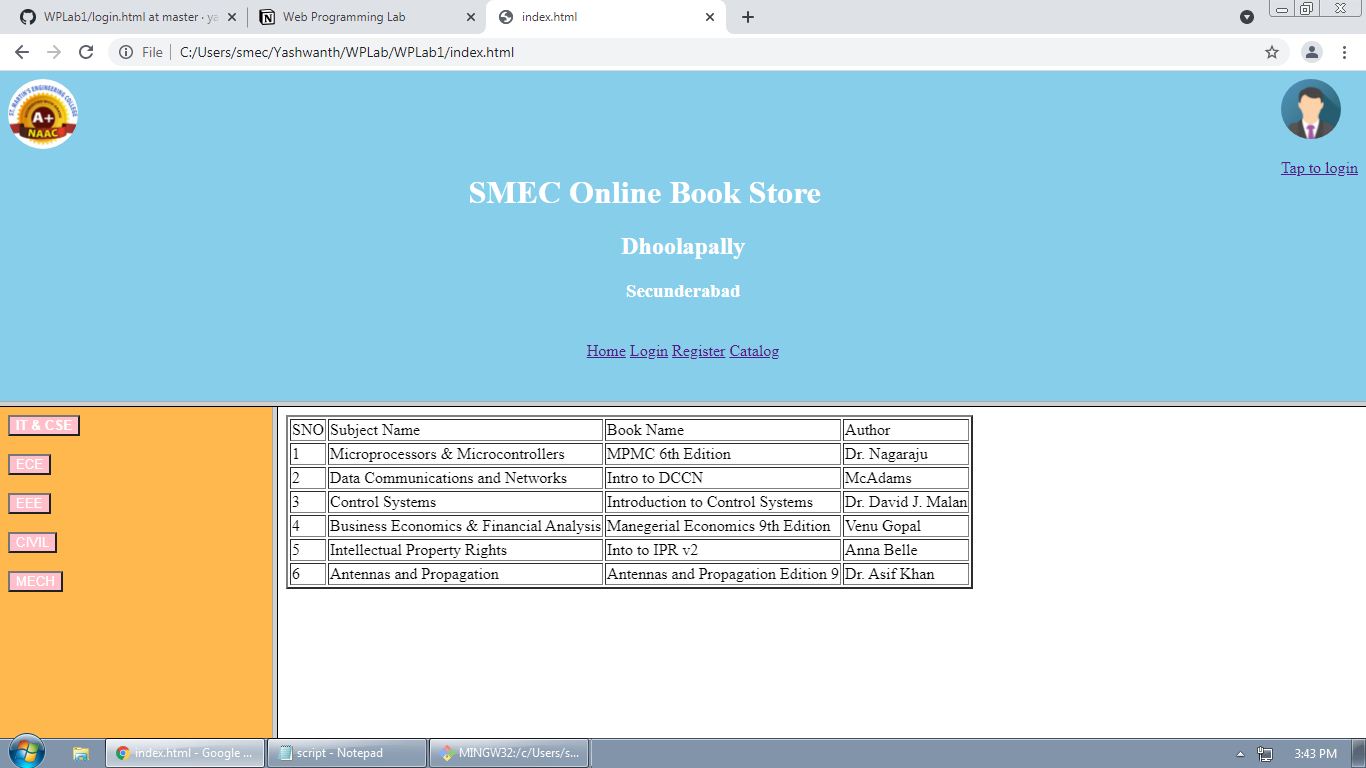 WPLab1/login.html at master · ya
Web Programming Lab
index.html
File C:/Users/smec/Yashwanth/WPLab/WPLab1/index.html
ST. MARTIN'S ENGINEERING COLLEGE
A+
NAAC
Tap to login
SMEC Online Book Store
Dhoolapally
Secunderabad
Home Login Register Catalog
IT & CSE
ECE
EEE
CIVIL
MECH
SNO Subject Name Book Name Author
1 Microprocessors & Microcontrollers MPMC 6th Edition Dr. Nagaraju
2 Data Communications and Networks Intro to DCCN McAdams
3 Control Systems Introduction to Control Systems Dr. David J. Malan
4 Business Economics & Financial Analysis Manegerial Economics 9th Edition Venu Gopal
5 Intellectual Property Rights Into to IPR v2 Anna Belle
6 Antennas and Propagation Antennas and Propagation Edition 9 Dr. Asif Khan
index.html - Google ... script - Notepad MINGW32:/c/Users/s... 3:43 PM